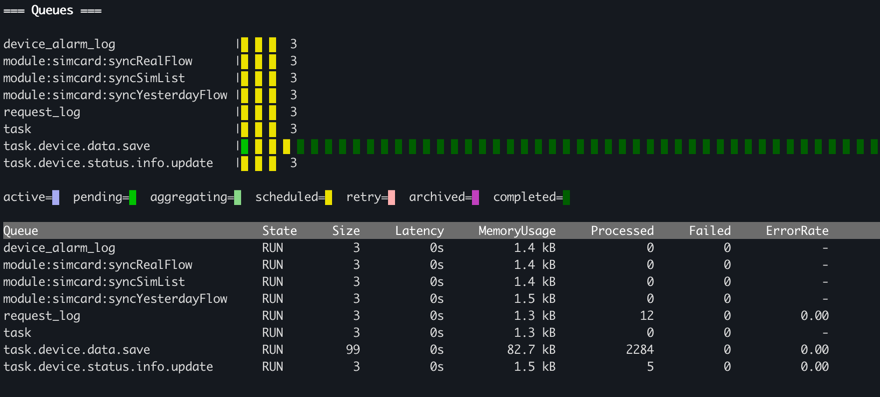 === Queues ===
device_alarm_log | 3
module:simcard:syncRealFlow | 3
module:simcard:syncSimList | 3
module:simcard:syncYesterdayFlow | 3
request_log | 3
task | 3
task.device.data.save |
task.device.status.info.update | 3
active= pending= aggregating= scheduled= retry= archived= completed=
Queue State Size Latency MemoryUsage Processed Failed ErrorRate
device_alarm_log RUN 3 0s 1.4 kB 0 0 -
module:simcard:syncRealFlow RUN 3 0s 1.4 kB 0 0 -
module:simcard:syncSimList RUN 3 0s 1.4 kB 0 0 -
module:simcard:syncYesterdayFlow RUN 3 0s 1.5 kB 0 0 -
request_log RUN 3 0s 1.3 kB 12 0 0.00
task RUN 3 0s 1.3 kB 0 0 -
task.device.data.save RUN 99 0s 82.7 kB 2284 0 0.00
task.device.status.info.update RUN 3 0s 1.5 kB 5 0 0.00